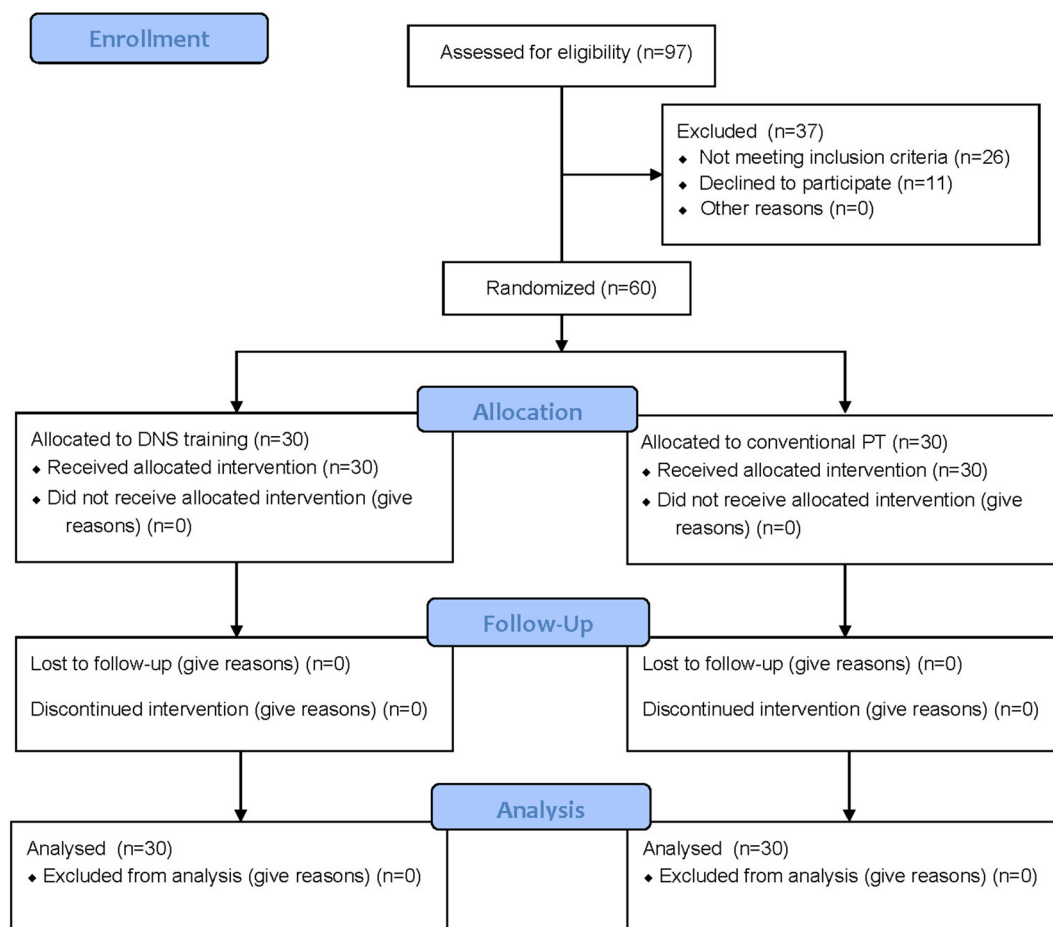 Enrollment
Assessed for eligibility (n=97)
Excluded (n=37)
◆ Not meeting inclusion criteria (n=26)
◆ Declined to participate (n=11)
◆ Other reasons (n=0)
Randomized (n=60)
Allocation
Allocated to DNS training (n=30)
◆ Received allocated intervention (n=30)
◆ Did not receive allocated intervention (give
reasons) (n=0)
Allocated to conventional PT (n=30)
◆ Received allocated intervention (n=30)
◆ Did not receive allocated intervention (give
reasons) (n=0)
Follow-Up
Lost to follow-up (give reasons) (n=0)
Discontinued intervention (give reasons) (n=0)
Lost to follow-up (give reasons) (n=0)
Discontinued intervention (give reasons) (n=0)
Analysis
Analysed (n=30)
◆ Excluded from analysis (give reasons) (n=0)
Analysed (n=30)
◆ Excluded from analysis (give reasons) (n=0)